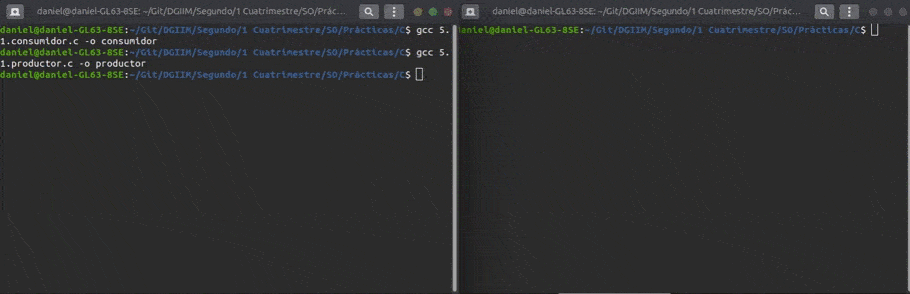 daniel@daniel-GL63-8SE: ~/Git/DGIIM/Segundo/1 Cuatrimestre/SO/Prác...
daniel@daniel-GL63-8SE:~/Git/DGIIM/Segundo/1 Cuatrimestre/SO/Prácticas/C$ gcc 5.
1.consumidor.c -o consumidor
daniel@daniel-GL63-8SE:~/Git/DGIIM/Segundo/1 Cuatrimestre/SO/Prácticas/C$ gcc 5.
1.productor.c -o productor
daniel@daniel-GL63-8SE:~/Git/DGIIM/Segundo/1 Cuatrimestre/SO/Prácticas/C$
daniel@daniel-GL63-8SE: ~/Git/DGIIM/Segundo/1 Cuatrimestre/SO/Prác...
daniel@daniel-GL63-8SE:~/Git/DGIIM/Segundo/1 Cuatrimestre/SO/Prácticas/C$